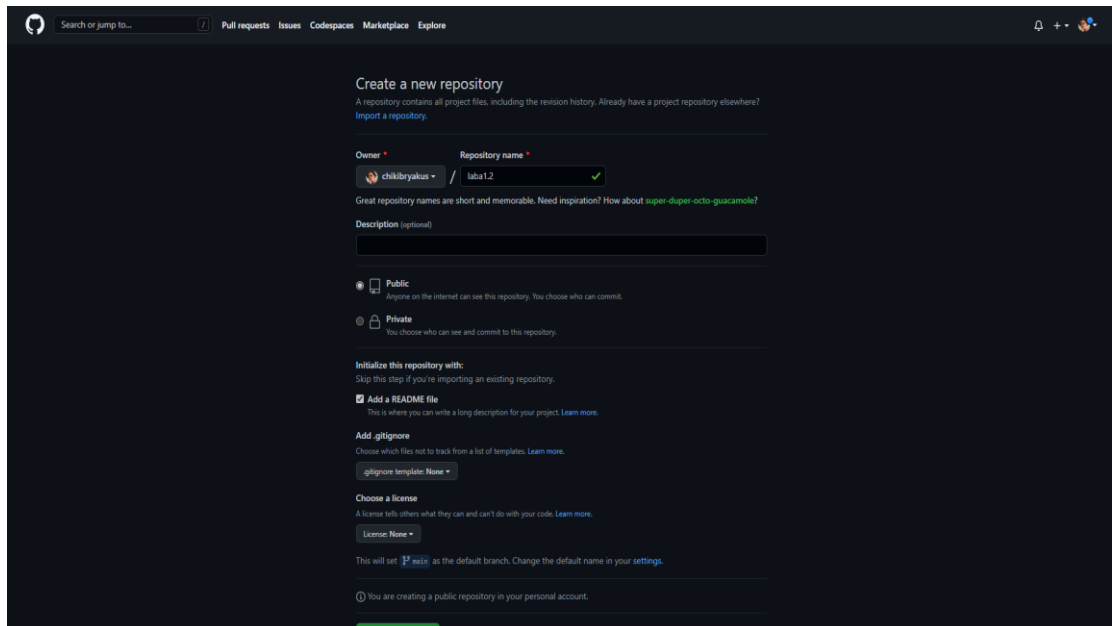 Search or jump to... / Pull requests Issues Codespaces Marketplace Explore
Create a new repository
A repository contains all project files, including the revision history. Already have a project repository elsewhere?
Import a repository.
Owner * Repository name *
chikibryakus / laba1.2
Great repository names are short and memorable. Need inspiration? How about super-duper-octo-guacamole?
Description (optional)
Public
Anyone on the internet can see this repository. You choose who can commit.
Private
You choose who can see and commit to this repository.
Initialize this repository with:
Skip this step if you're importing an existing repository.
Add a README file
This is where you can write a long description for your project. Learn more.
Add .gitignore
Choose which files not to track from a list of templates. Learn more.
.gitignore template: None
Choose a license
A license tells others what they can and can't do with your code. Learn more.
License: None
This will set main as the default branch. Change the default name in your settings.
You are creating a public repository in your personal account.